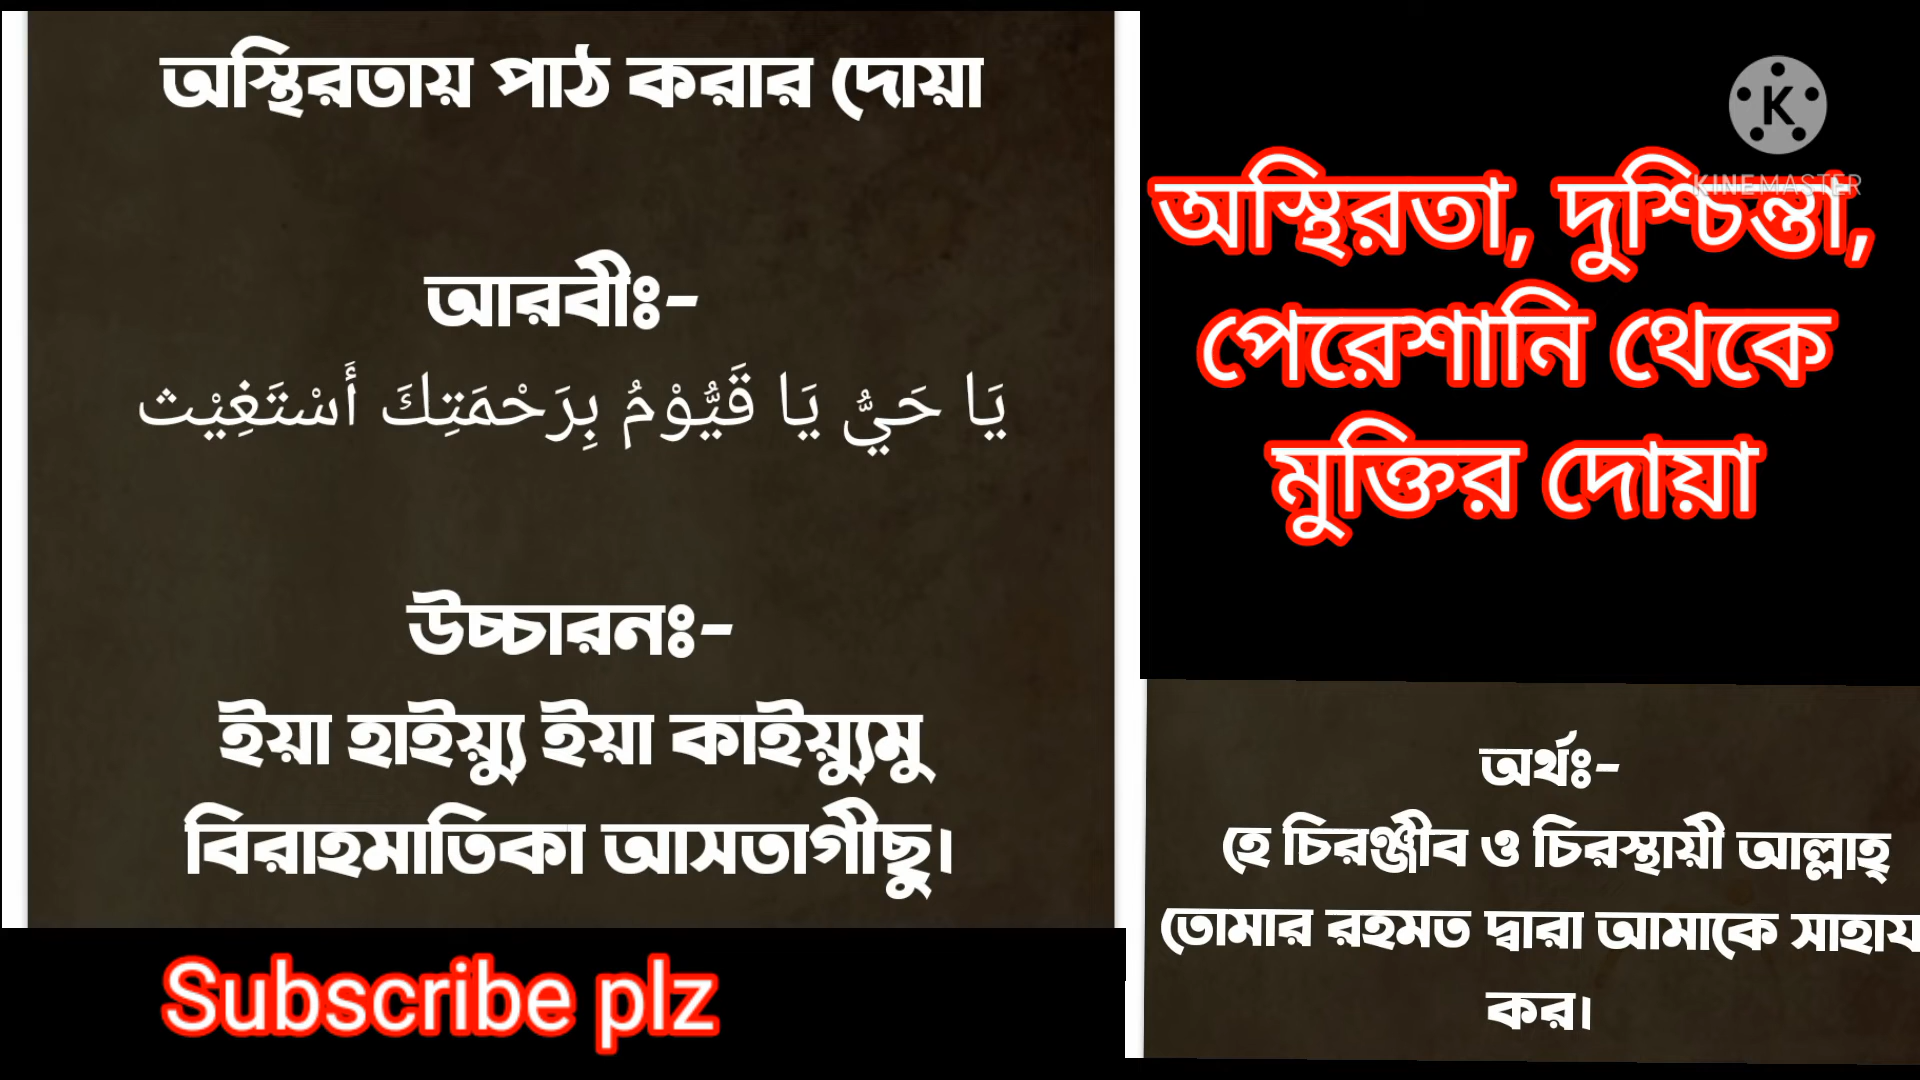 অস্থিরতায় পাঠ করার দোয়া
আরবীঃ-
يَا حَيُّ يَا قَيُّوْمُ بِرَحْمَتِكَ أَسْتَغِيْث
উচ্চারনঃ-
ইয়া হাইয়্যু ইয়া কাইয়্যুমু
বিরাহমাতিকা আসতাগীছু।
Subscribe plz
K
KINEMASTER
অস্থিরতা, দুশ্চিন্তা,
পেরেশানি থেকে
মুক্তির দোয়া
অর্থঃ-
হে চিরঞ্জীব ও চিরস্থায়ী আল্লাহ্
তোমার রহমত দ্বারা আমাকে
কর।